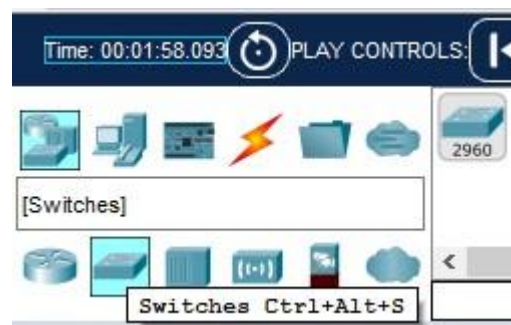 Time: 00:01:58.093 PLAY CONTROLS:
2960
[Switches]
Switches Ctrl+Alt+S